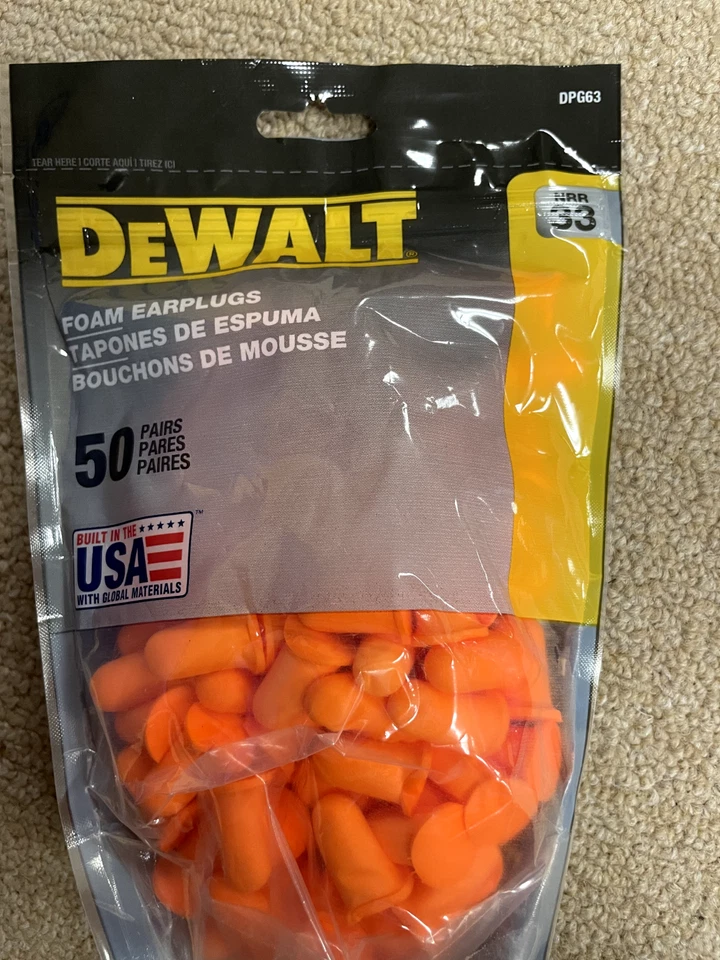 DPG63
TEAR HERE | CORTE AQUÍ | TIREZ ICI
DEWALT®
NRR
33
FOAM EARPLUGS
TAPONES DE ESPUMA
BOUCHONS DE MOUSSE
50 PAIRS
PARES
PAIRES
BUILT IN THE
USA ™
WITH GLOBAL MATERIALS